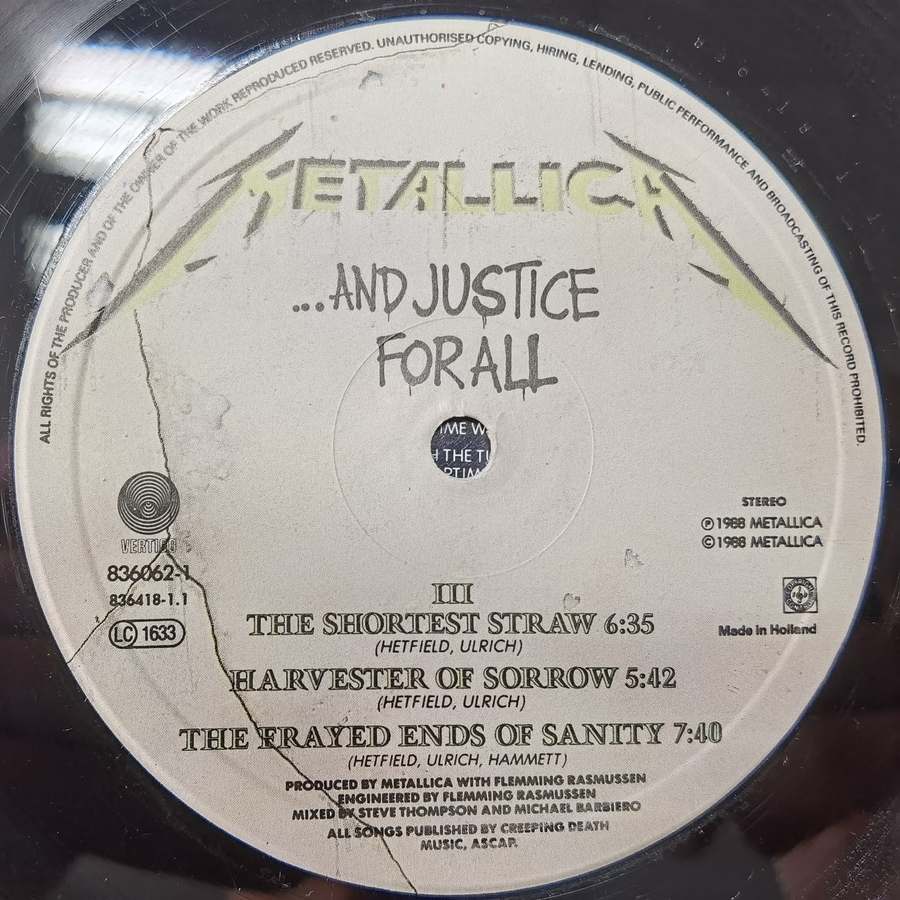 ALL RIGHTS OF THE PRODUCER AND OF THE OWNER OF THE WORK REPRODUCED RESERVED. UNAUTHORISED COPYING, HIRING, LENDING, PUBLIC PERFORMANCE AND BROADCASTING OF THIS RECORD PROHIBITED.
METALLICA
...AND JUSTICE
FOR ALL
IME W
H THE
STEREO
Ⓟ 1988 METALLICA
© 1988 METALLICA
VERTIGO
836062-1
836418-1.1
LC 1633
Made in Holland
III
THE SHORTEST STRAW 6:35
(HETFIELD, ULRICH)
HARVESTER OF SORROW 5:42
(HETFIELD, ULRICH)
THE FRAYED ENDS OF SANITY 7:40
(HETFIELD, ULRICH, HAMMETT)
PRODUCED BY METALLICA WITH FLEMMING RASMUSSEN
ENGINEERED BY FLEMMING RASMUSSEN
MIXED BY STEVE THOMPSON AND MICHAEL BARBIERO
ALL SONGS PUBLISHED BY CREEPING DEATH
MUSIC, ASCAP.